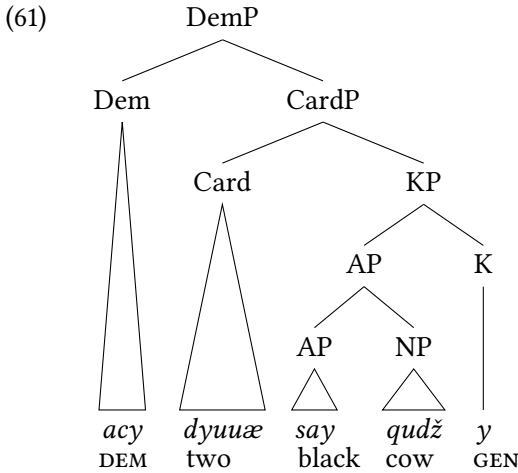 (61) DemP
Dem CardP
Card KP
AP K
AP NP
acy dyuuæ say qudž y
DEM two black cow GEN